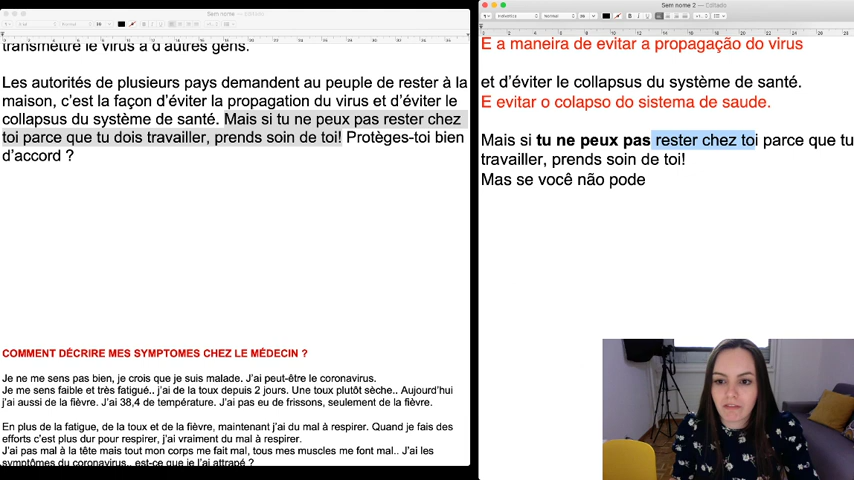 Sem nome — Editado
transmettre le virus à d'autres gens.
Les autorités de plusieurs pays demandent au peuple de rester à la
maison, c'est la façon d'éviter la propagation du virus et d'éviter le
collapsus du système de santé. Mais si tu ne peux pas rester chez
toi parce que tu dois travailler, prends soin de toi! Protèges-toi bien
d'accord ?
COMMENT DÉCRIRE MES SYMPTOMES CHEZ LE MÉDECIN ?
Je ne me sens pas bien, je crois que je suis malade. J'ai peut-être le coronavirus.
Je me sens faible et très fatigué.. j'ai de la toux depuis 2 jours. Une toux plutôt sèche.. Aujourd'hui
j'ai aussi de la fièvre. J'ai 38,4 de température. J'ai pas eu de frissons, seulement de la fièvre.
En plus de la fatigue, de la toux et de la fièvre, maintenant j'ai du mal à respirer. Quand je fais des
efforts c'est plus dur pour respirer, j'ai vraiment du mal à respirer.
J'ai pas mal à la tête mais tout mon corps me fait mal, tous mes muscles me font mal.. J'ai les
symptômes du coronavirus.. est-ce que je l'ai attrapé ?
Sem nome 2 — Editado
Helvetica
Normal
E a maneira de evitar a propagação do virus
et d'éviter le collapsus du système de santé.
E evitar o colapso do sistema de saude.
Mais si tu ne peux pas rester chez toi parce que tu
travailler, prends soin de toi!
Mas se você não pode